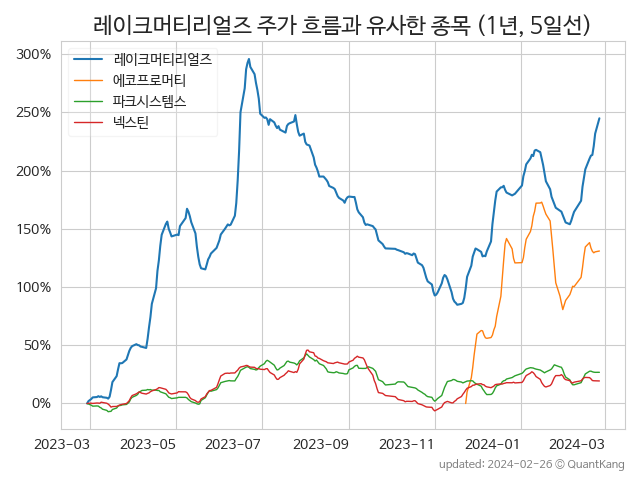 레이크머티리얼즈 주가 흐름과 유사한 종목 (1년, 5일선)
레이크머티리얼즈
에코프로머티
파크시스템스
넥스틴
300%
250%
200%
150%
100%
50%
0%
2023-03 2023-05 2023-07 2023-09 2023-11 2024-01 2024-03
updated: 2024-02-26 © QuantKang